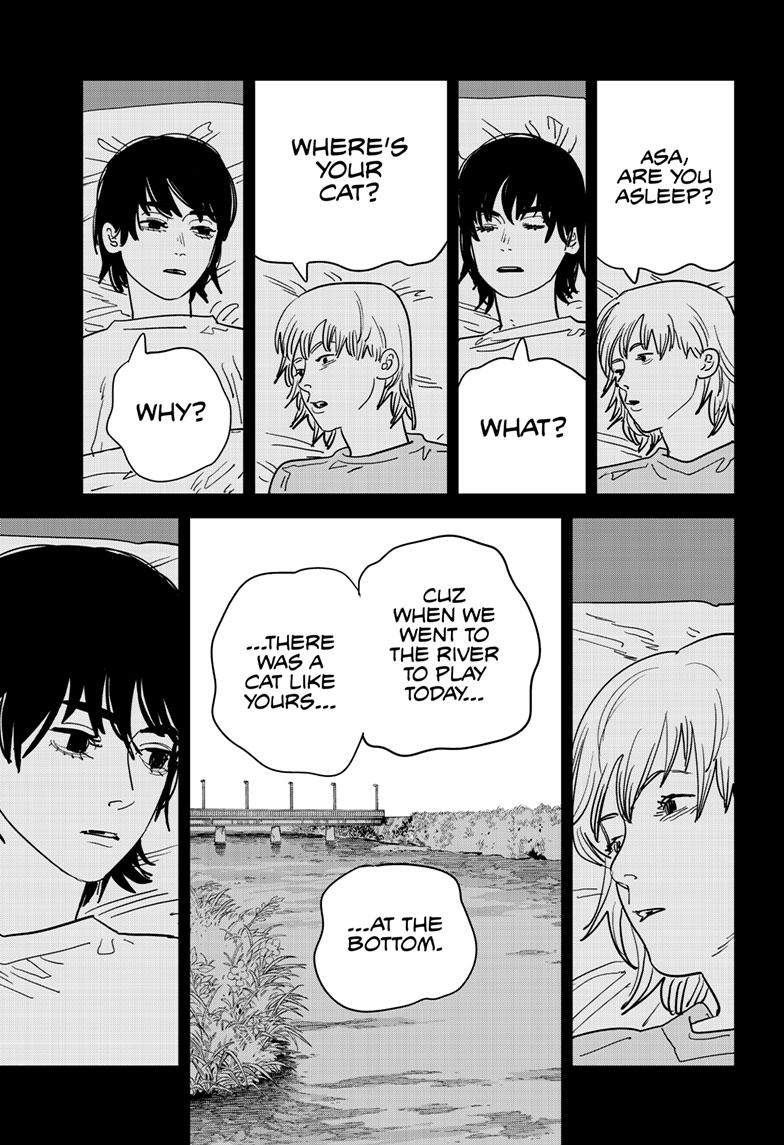 ASA,
ARE YOU
ASLEEP?
WHAT?
WHERE'S
YOUR
CAT?
WHY?
CUZ
WHEN WE
WENT TO
THE RIVER
TO PLAY
TODAY...
...THERE
WAS A
CAT LIKE
YOURS...
...AT THE
BOTTOM.